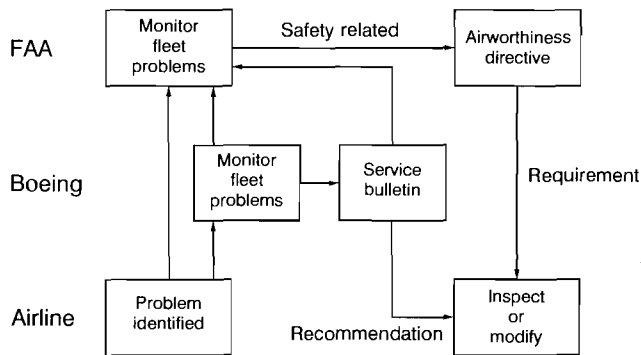 FAA
Monitor
fleet
problems
Safety related
Airworthiness
directive
Boeing
Monitor
fleet
problems
Service
bulletin
Requirement
Airline
Problem
identified
Recommendation
Inspect
or
modify